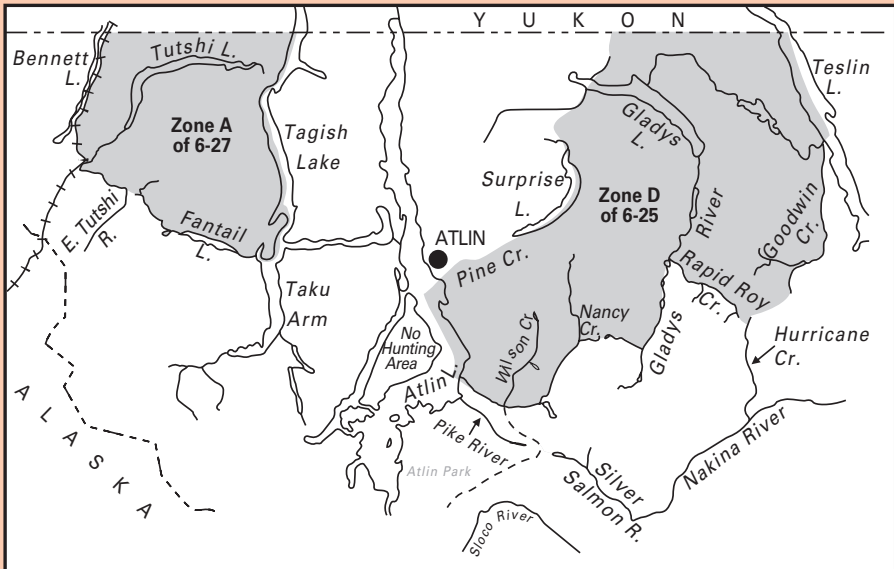 YUKON
Bennett
L.
Tutshi L.
Zone A
of 6-27
Tagish
Lake
E. Tutshi
R.
Fantail
L.
Taku
Arm
ALASKA
Teslin
L.
Gladys
L.
Surprise
L.
Zone D
of 6-25
River
Goodwin
Cr.
ATLIN
Pine Cr.
Rapid Roy
Cr.
Nancy
Cr.
Wilson Cr
Gladys
Hurricane
Cr.
No
Hunting
Area
Atlin L.
Pike River
Atlin Park
Silver
Salmon R.
Nakina River
Sloco River